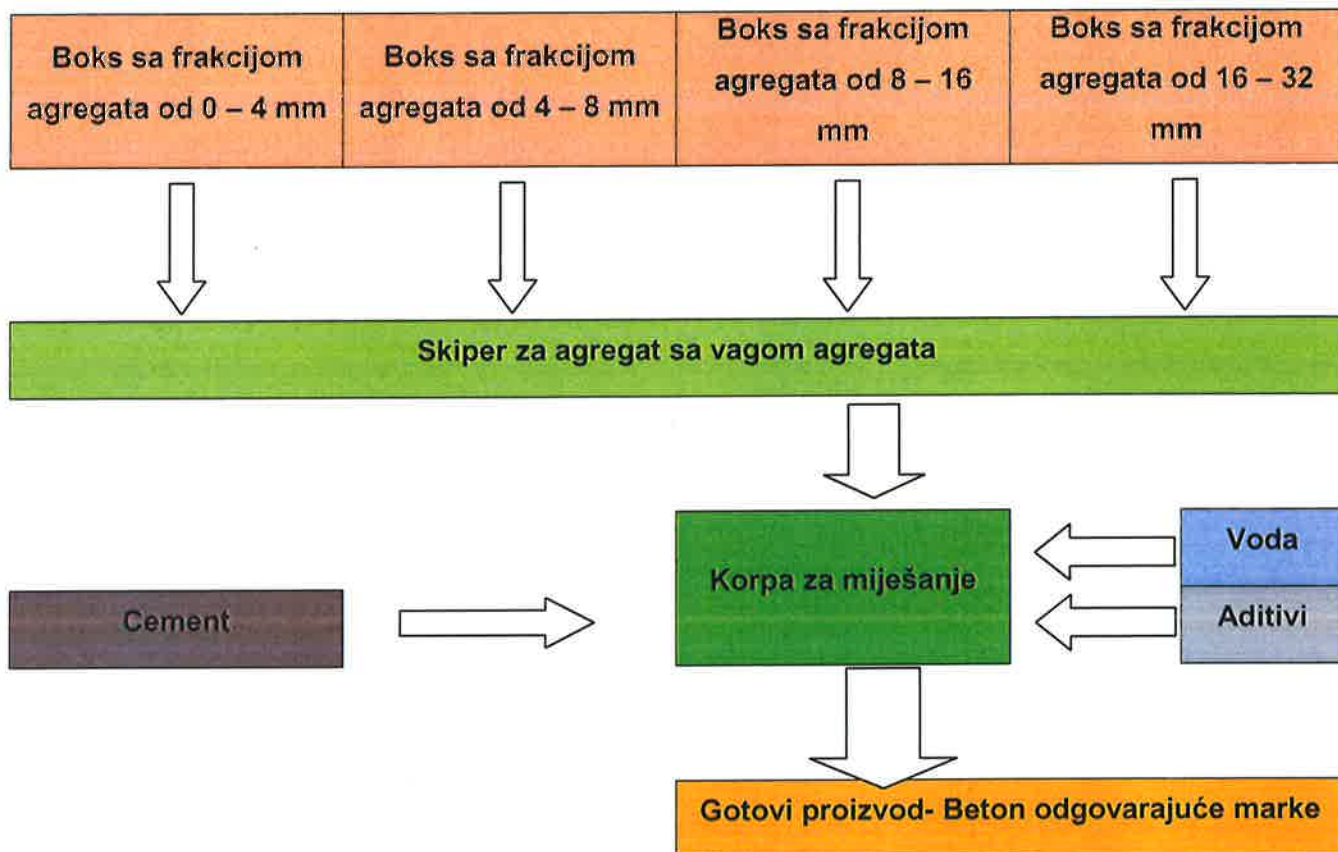 Boks sa frakcijom
agregata od 0 – 4 mm
Boks sa frakcijom
agregata od 4 – 8 mm
Boks sa frakcijom
agregata od 8 – 16
mm
Boks sa frakcijom
agregata od 16 – 32
mm
Skiper za agregat sa vagom agregata
Korpa za miješanje
Voda
Aditivi
Cement
Gotovi proizvod- Beton odgovarajuće marke